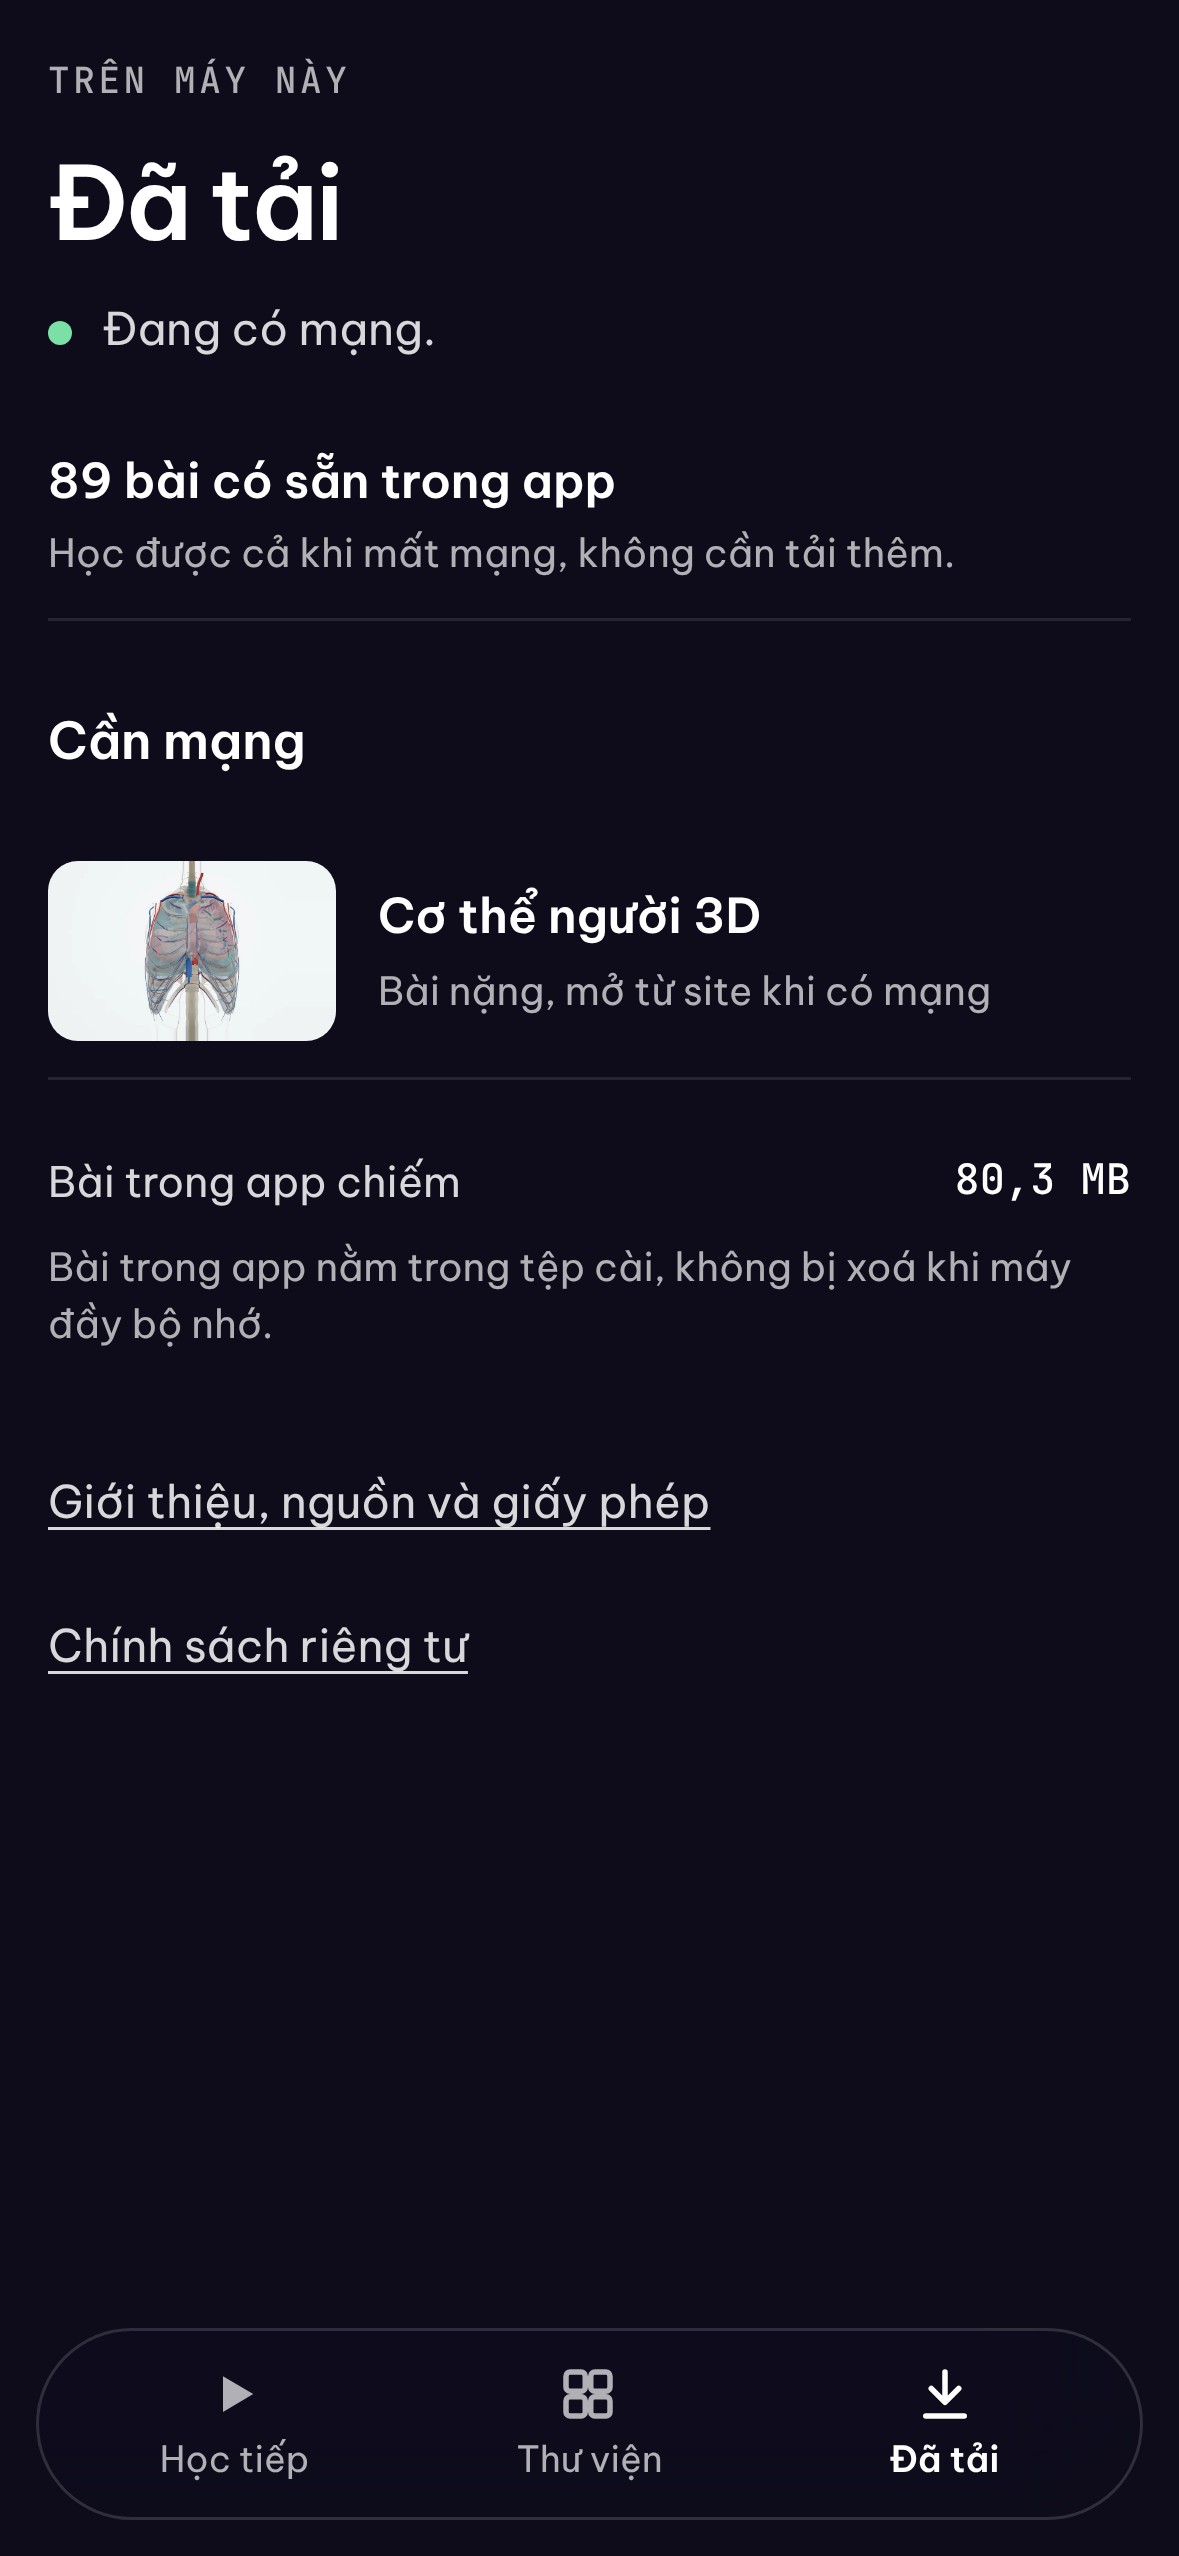 TRÊN MÁY NÀY
Đã tải
Đang có mạng.
89 bài có sẵn trong app
Học được cả khi mất mạng, không cần tải thêm.
Cần mạng
Cơ thể người 3D
Bài nặng, mở từ site khi có mạng
Bài trong app chiếm
80,3 MB
Bài trong app nằm trong tệp cài, không bị xoá khi máy
đầy bộ nhớ.
Giới thiệu, nguồn và giấy phép
Chính sách riêng tư
Học tiếp
Thư viện
Đã tải